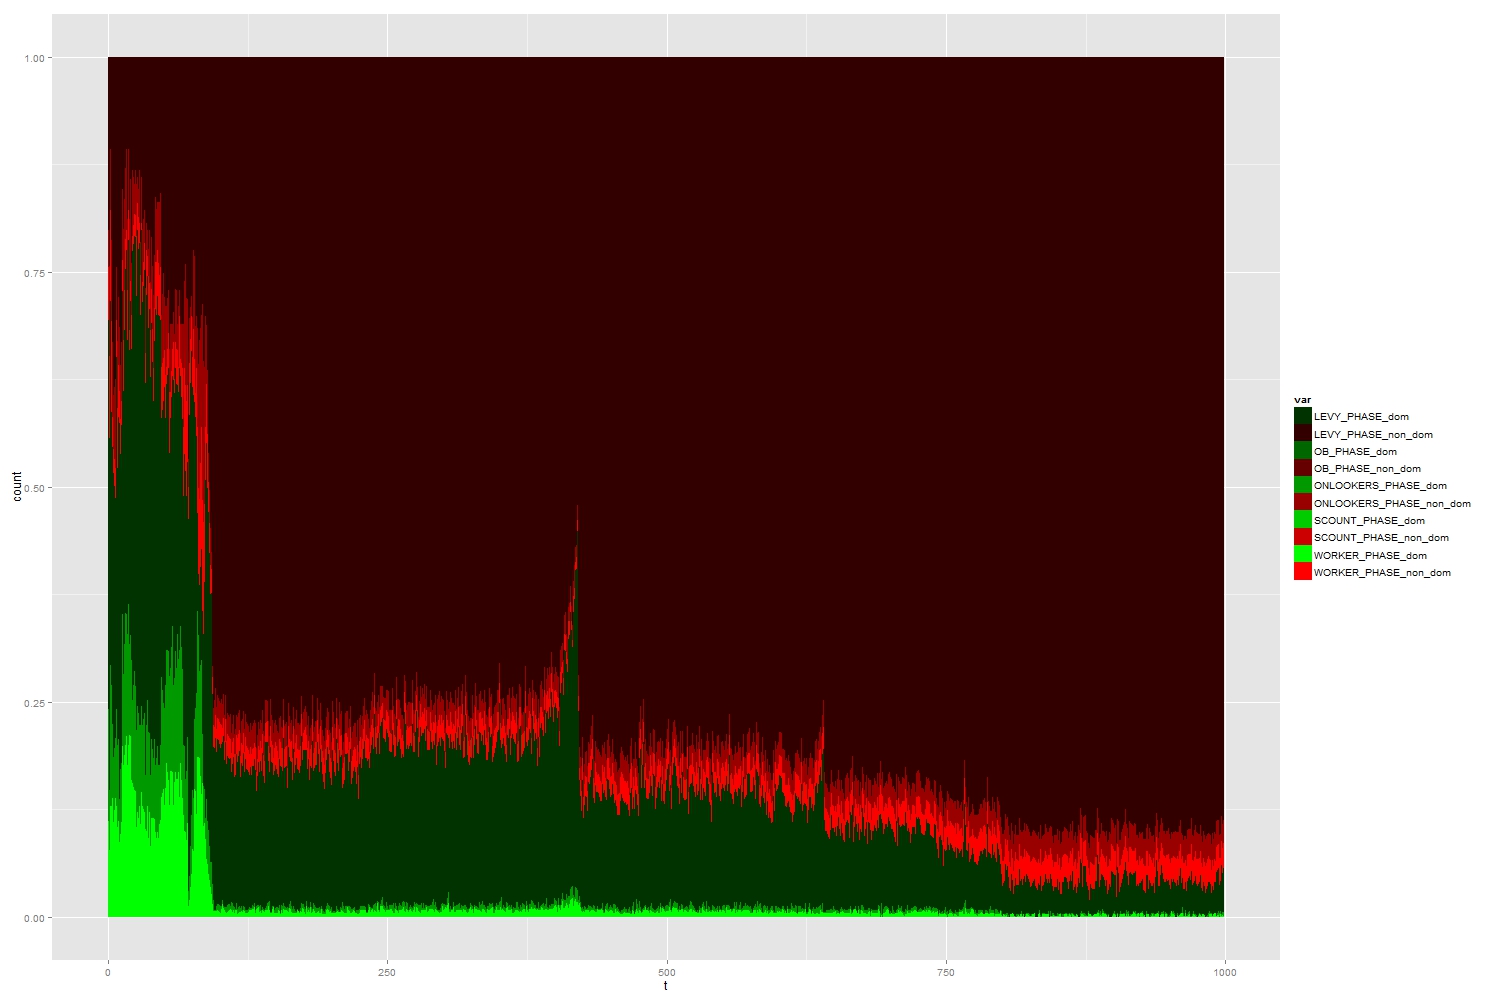 1.00
0.75
0.50
0.25
0.00
count
0
250
500
750
1000
t
var
LEVY_PHASE_dom
LEVY_PHASE_non_dom
OB_PHASE_dom
OB_PHASE_non_dom
ONLOOKERS_PHASE_dom
ONLOOKERS_PHASE_non_dom
SCOUNT_PHASE_dom
SCOUNT_PHASE_non_dom
WORKER_PHASE_dom
WORKER_PHASE_non_dom